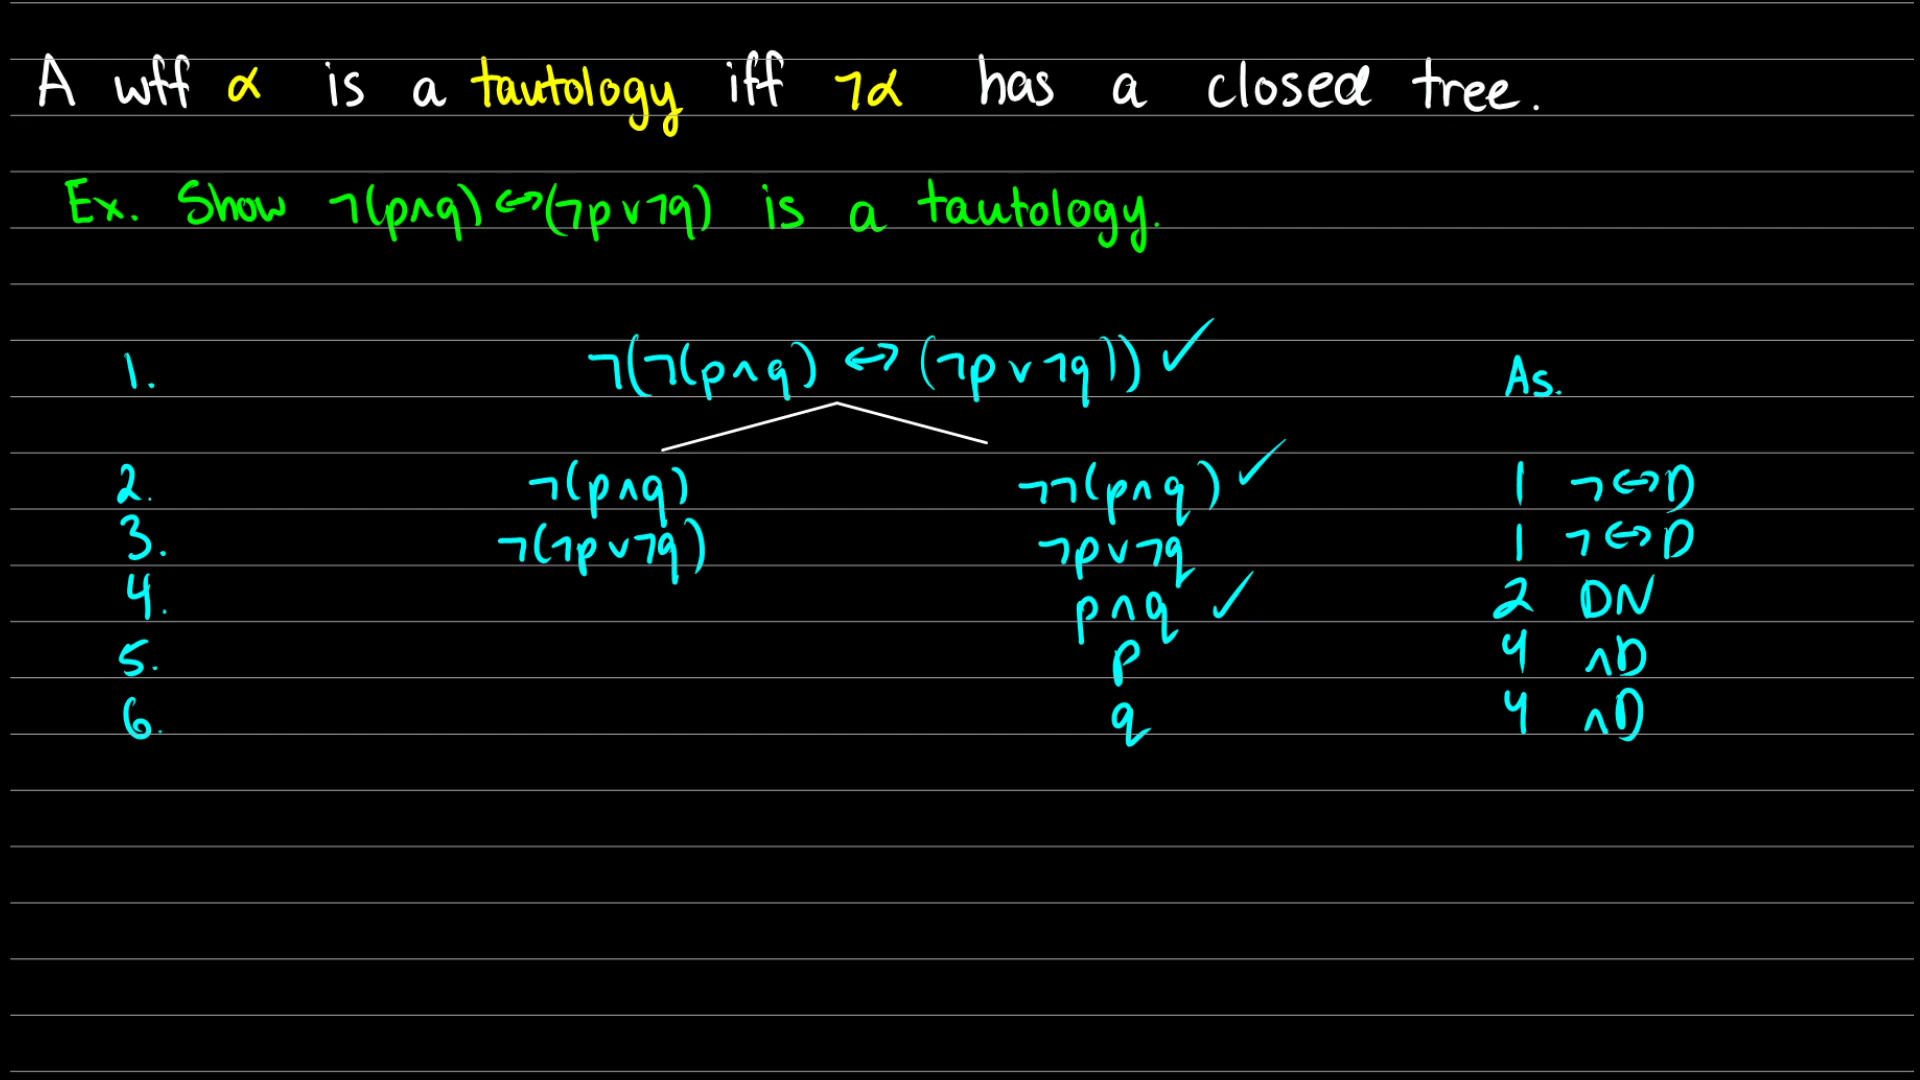 A wff α is a tautology iff ¬α has a closed tree.
Ex. Show ¬(p∧q)↔(¬p∨¬q) is a tautology.
1. ¬(¬(p∧q) ↔ (¬p∨¬q)) ✓ As.
2. ¬(p∧q) ¬¬(p∧q) ✓ 1 ¬↔D
3. ¬(¬p∨¬q) ¬p∨¬q 1 ¬↔D
4. p∧q ✓ 2 DN
5. p 4 ∧D
6. q 4 ∧D